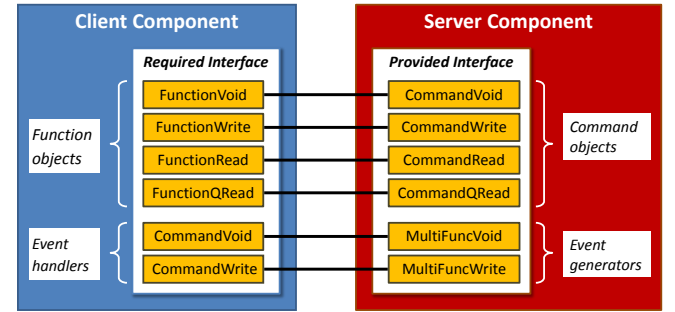 Client Component
Server Component
Required Interface
Provided Interface
Function
objects
FunctionVoid
FunctionWrite
FunctionRead
FunctionQRead
CommandVoid
CommandWrite
CommandRead
CommandQRead
Command
objects
Event
handlers
CommandVoid
CommandWrite
MultiFuncVoid
MultiFuncWrite
Event
generators